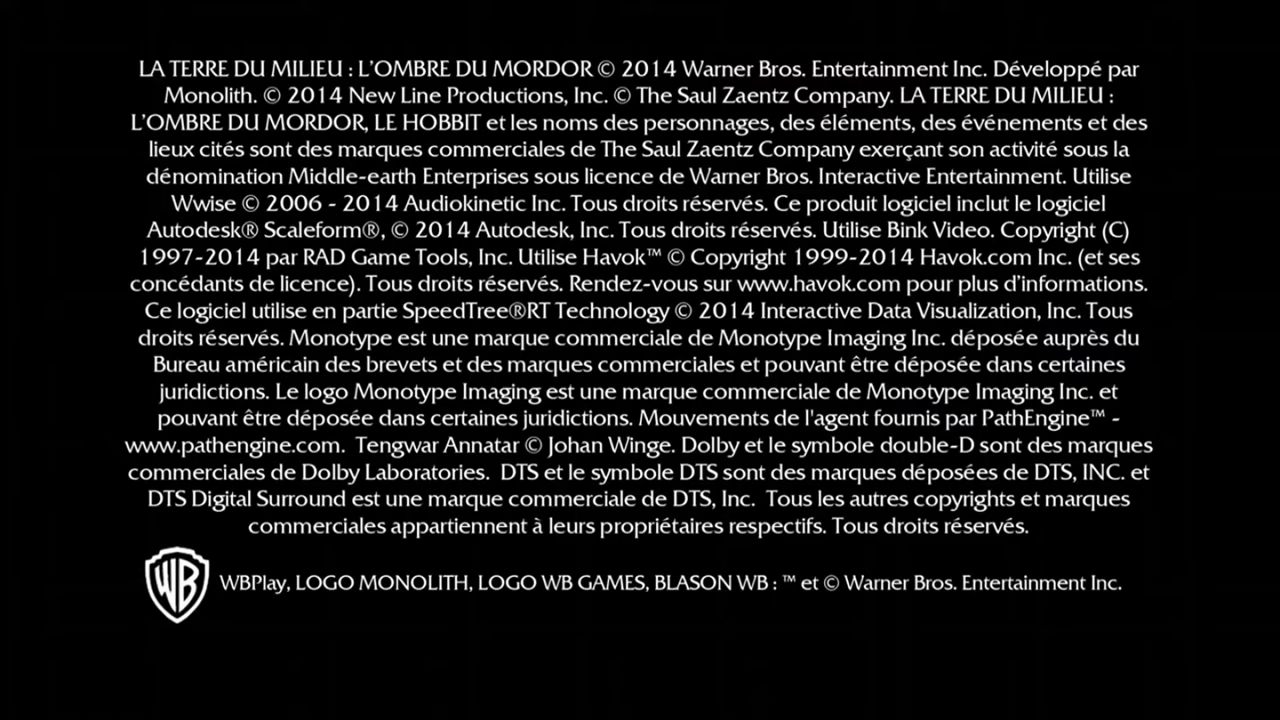 LA TERRE DU MILIEU : L’OMBRE DU MORDOR © 2014 Warner Bros. Entertainment Inc. Développé par
Monolith. © 2014 New Line Productions, Inc. © The Saul Zaentz Company. LA TERRE DU MILIEU :
L’OMBRE DU MORDOR, LE HOBBIT et les noms des personnages, des éléments, des événements et des
lieux cités sont des marques commerciales de The Saul Zaentz Company exerçant son activité sous la
dénomination Middle-earth Enterprises sous licence de Warner Bros. Interactive Entertainment. Utilise
Wwise © 2006 - 2014 Audiokinetic Inc. Tous droits réservés. Ce produit logiciel inclut le logiciel
Autodesk® Scaleform®, © 2014 Autodesk, Inc. Tous droits réservés. Utilise Bink Video. Copyright (C)
1997-2014 par RAD Game Tools, Inc. Utilise Havok™ © Copyright 1999-2014 Havok.com Inc. (et ses
concédants de licence). Tous droits réservés. Rendez-vous sur www.havok.com pour plus d’informations.
Ce logiciel utilise en partie SpeedTree®RT Technology © 2014 Interactive Data Visualization, Inc. Tous
droits réservés. Monotype est une marque commerciale de Monotype Imaging Inc. déposée auprès du
Bureau américain des brevets et des marques commerciales et pouvant être déposée dans certaines
juridictions. Le logo Monotype Imaging est une marque commerciale de Monotype Imaging Inc. et
pouvant être déposée dans certaines juridictions. Mouvements de l'agent fournis par PathEngine™ -
www.pathengine.com.  Tengwar Annatar © Johan Winge. Dolby et le symbole double-D sont des marques
commerciales de Dolby Laboratories.  DTS et le symbole DTS sont des marques déposées de DTS, INC. et
DTS Digital Surround est une marque commerciale de DTS, Inc.  Tous les autres copyrights et marques
commerciales appartiennent à leurs propriétaires respectifs. Tous droits réservés.
WB WBPlay, LOGO MONOLITH, LOGO WB GAMES, BLASON WB : ™ et © Warner Bros. Entertainment Inc.